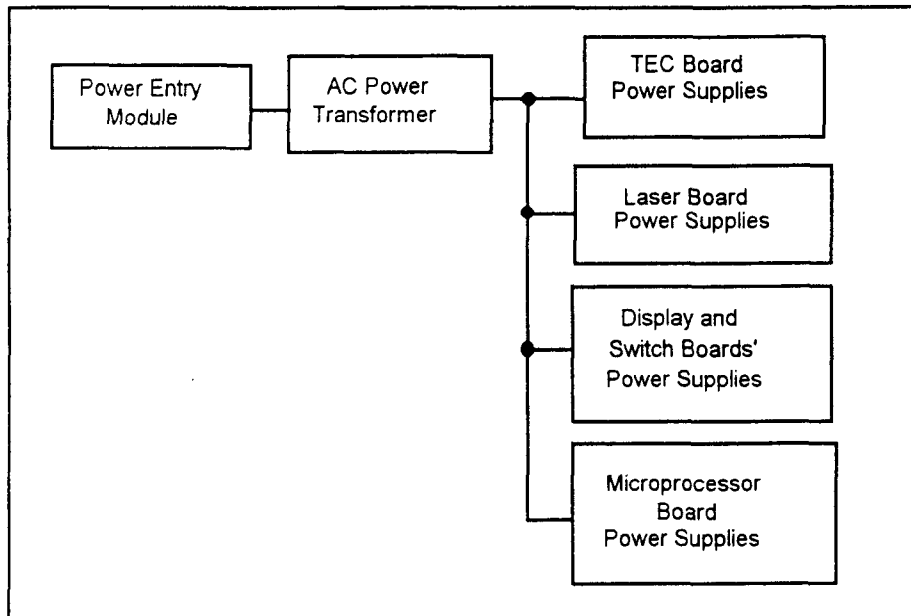 Power Entry
Module
AC Power
Transformer
TEC Board
Power Supplies
Laser Board
Power Supplies
Display and
Switch Boards'
Power Supplies
Microprocessor
Board
Power Supplies